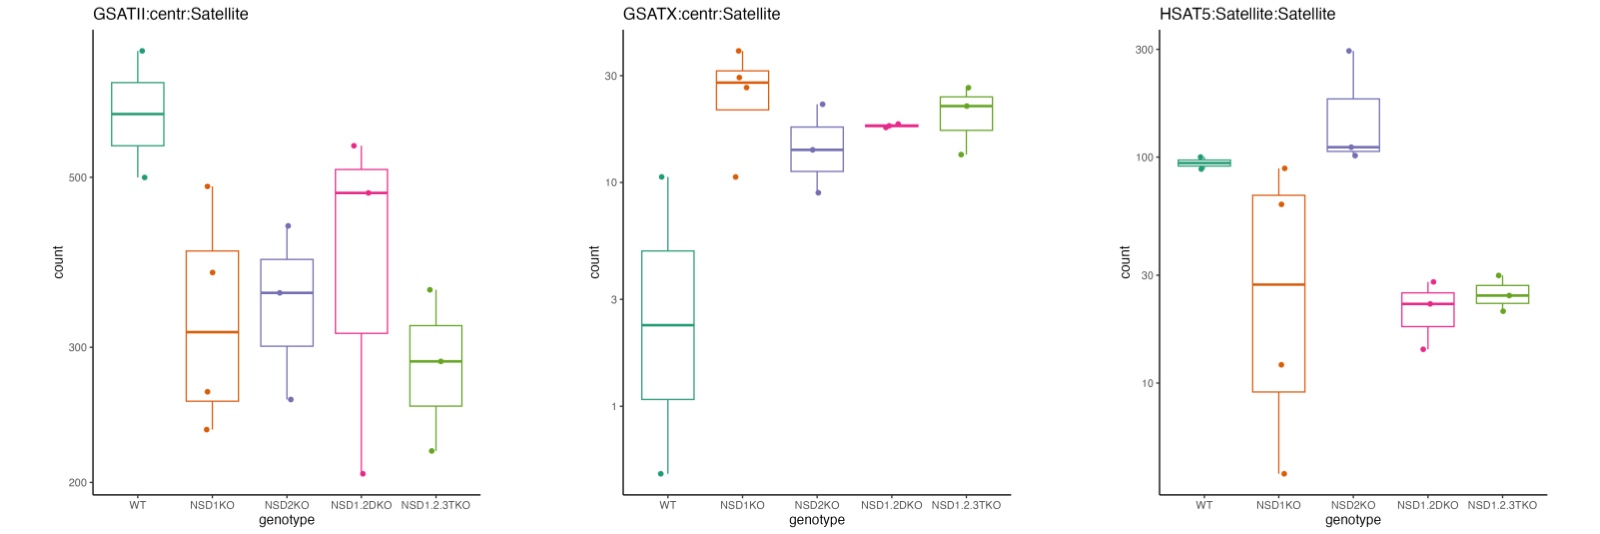 GSATII:centr:Satellite
count
500
300
200
WT NSD1KO NSD2KO NSD1.2DKO NSD1.2.3TKO
genotype
GSATX:centr:Satellite
count
30
10
3
1
WT NSD1KO NSD2KO NSD1.2DKO NSD1.2.3TKO
genotype
HSAT5:Satellite:Satellite
count
300
100
30
10
WT NSD1KO NSD2KO NSD1.2DKO NSD1.2.3TKO
genotype